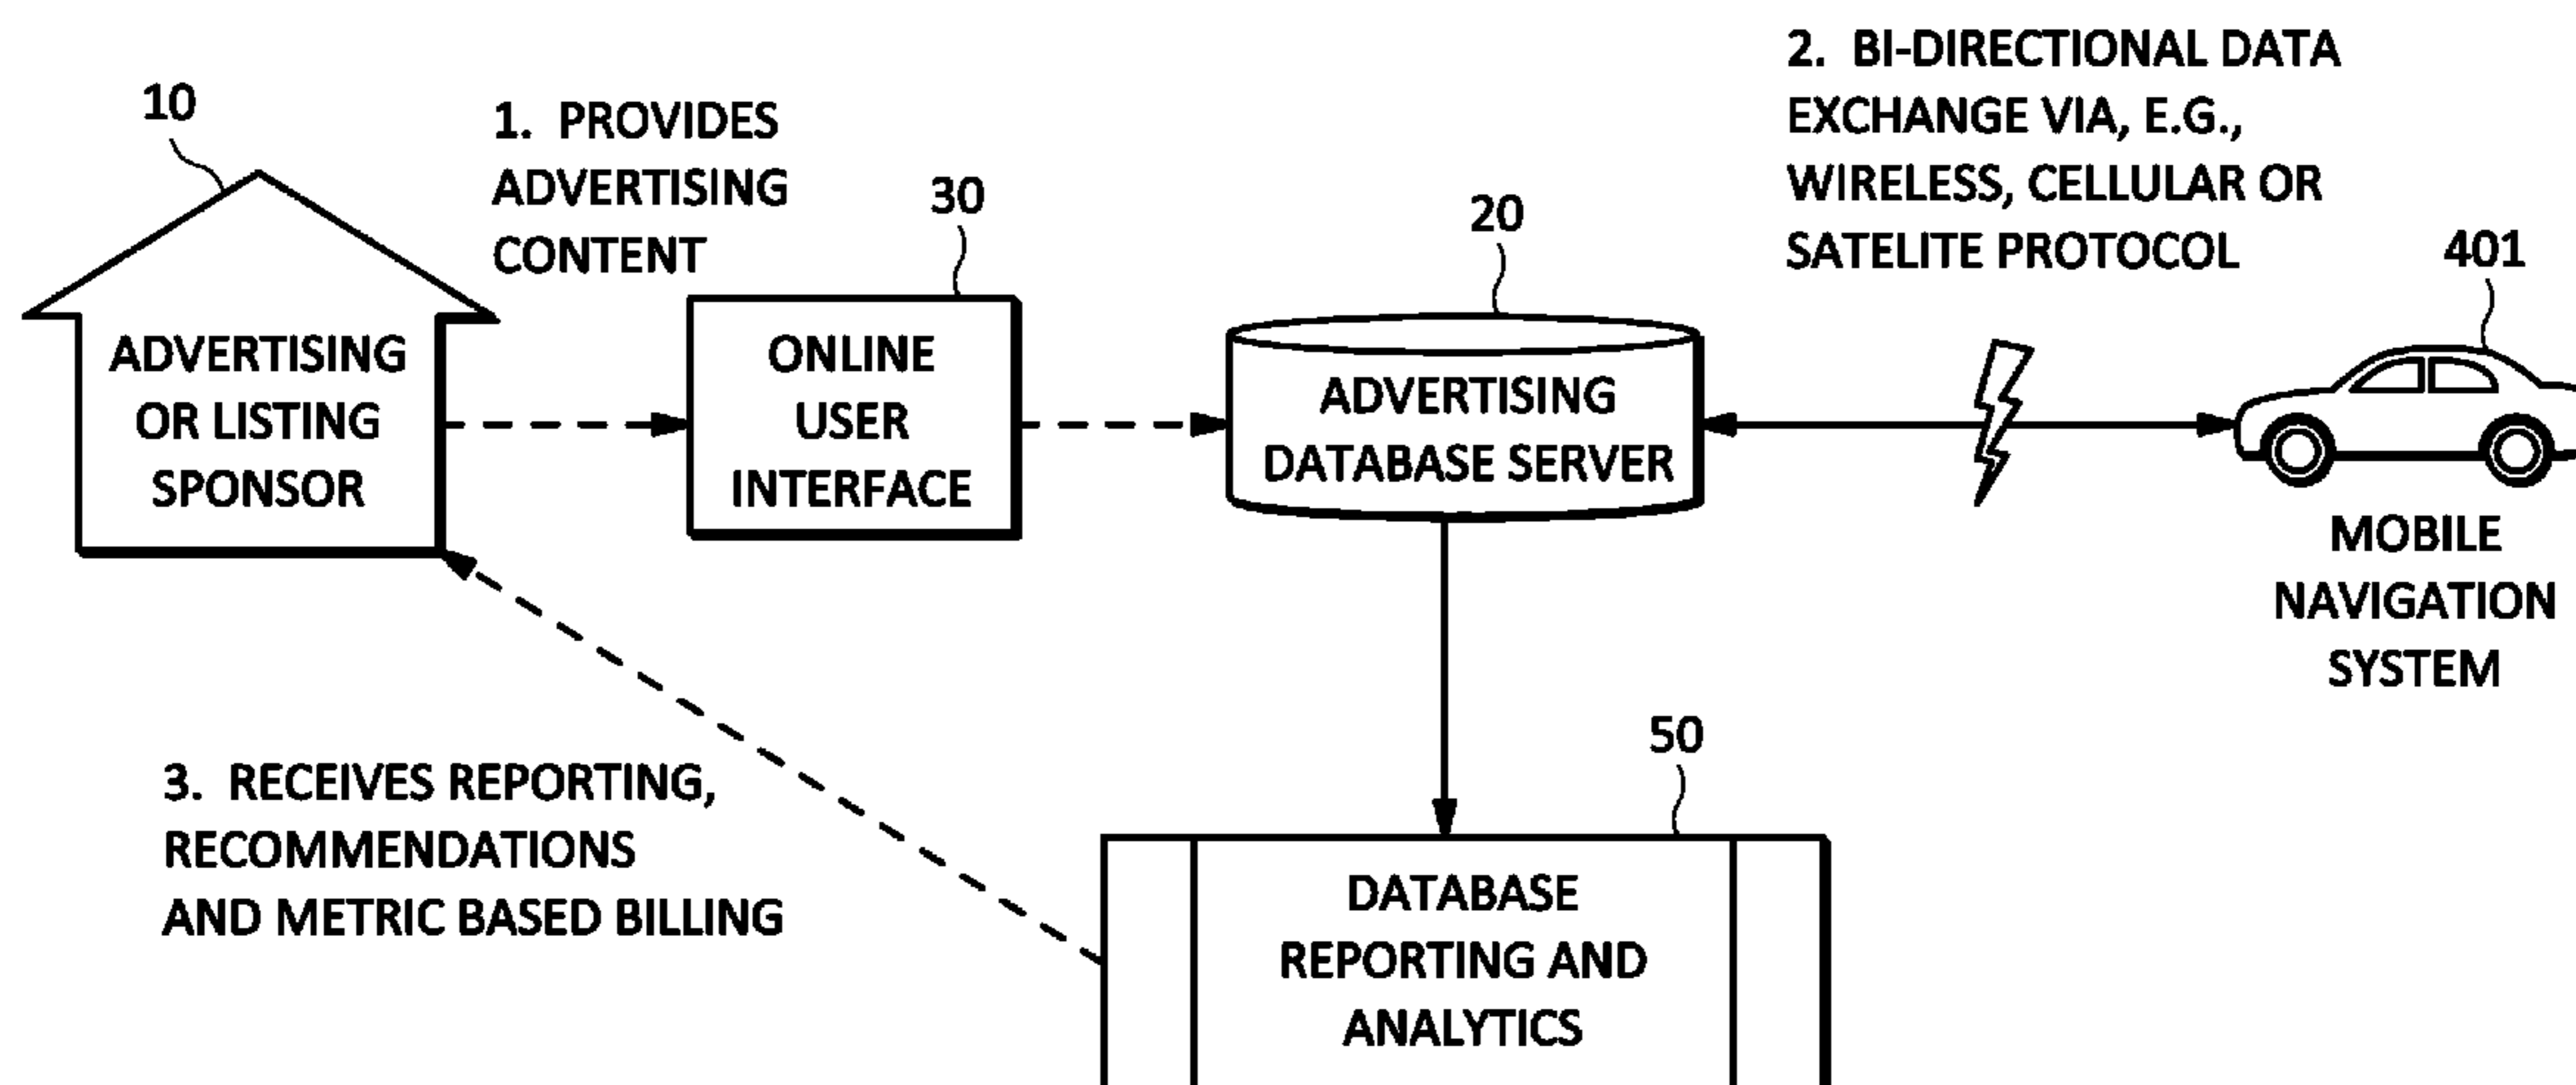 10
1. PROVIDES
ADVERTISING
CONTENT
30
20
2. BI-DIRECTIONAL DATA
EXCHANGE VIA, E.G.,
WIRELESS, CELLULAR OR
SATELITE PROTOCOL
401
ADVERTISING
OR LISTING
SPONSOR
ONLINE
USER
INTERFACE
ADVERTISING
DATABASE SERVER
MOBILE
NAVIGATION
SYSTEM
3. RECEIVES REPORTING,
RECOMMENDATIONS
AND METRIC BASED BILLING
50
DATABASE
REPORTING AND
ANALYTICS